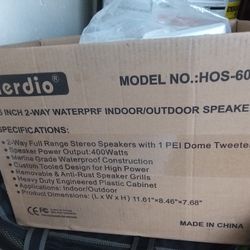 erdio®
MODEL NO.:HOS-60
INCH 2-WAY WATERPRF INDOOR/OUTDOOR SPEAKE
SPECIFICATIONS:
2-Way Full Range Stereo Speakers with 1 PEI Dome Tweete
Speaker Power Output:400Watts
Marine Grade Waterproof Construction
Custom Tooled Design for High Power
Removable & Anti-Rust Speaker Grills
Heavy Duty Engineered Plastic Cabinet
Applications: Indoor/Outdoor
Product Dimensions: (L x W x H) 11.61"×8.46"×7.68"
CE FC
MADE IN CHINA